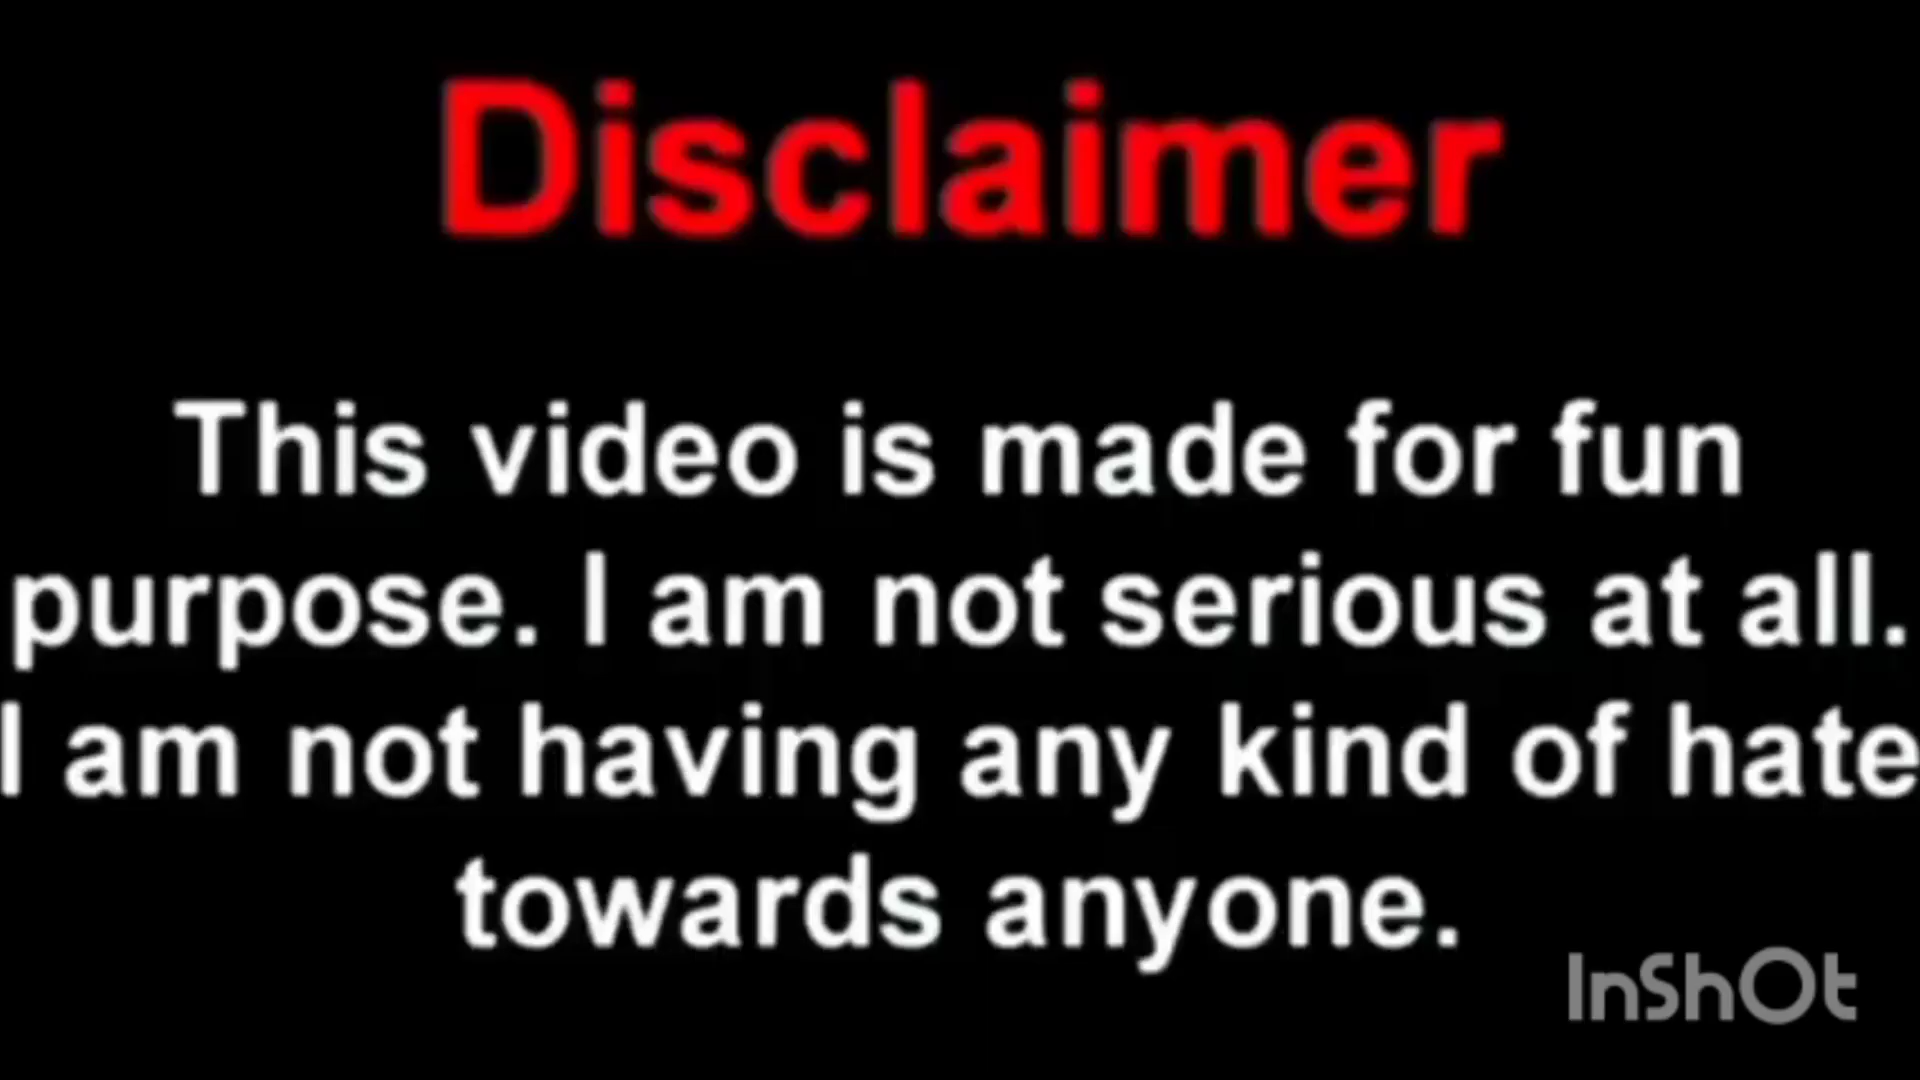 Disclaimer
This video is made for fun
purpose. I am not serious at all.
I am not having any kind of hate
towards anyone.
InShOt